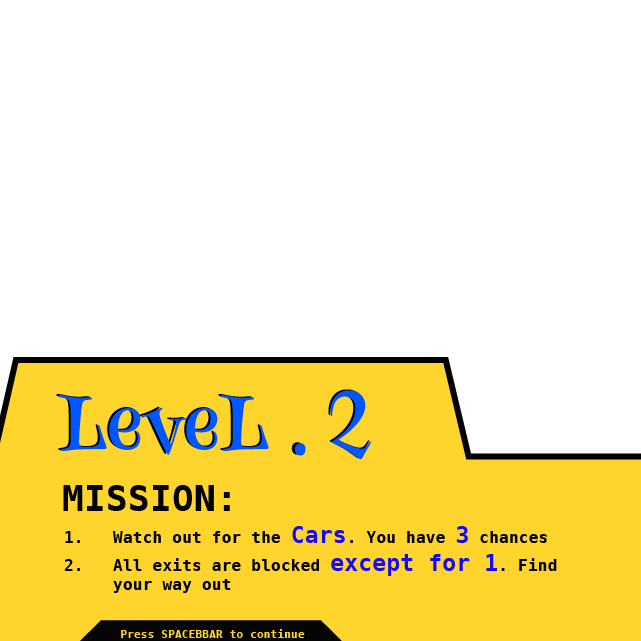 LeveL . 2
MISSION:
1. Watch out for the Cars. You have 3 chances
2. All exits are blocked except for 1. Find
your way out
Press SPACEBBAR to continue